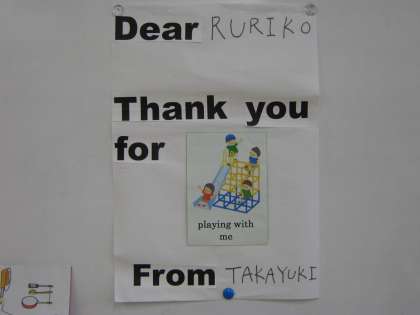 Dear RURIKO
Thank you
for
playing with
me
From TAKAYUKI